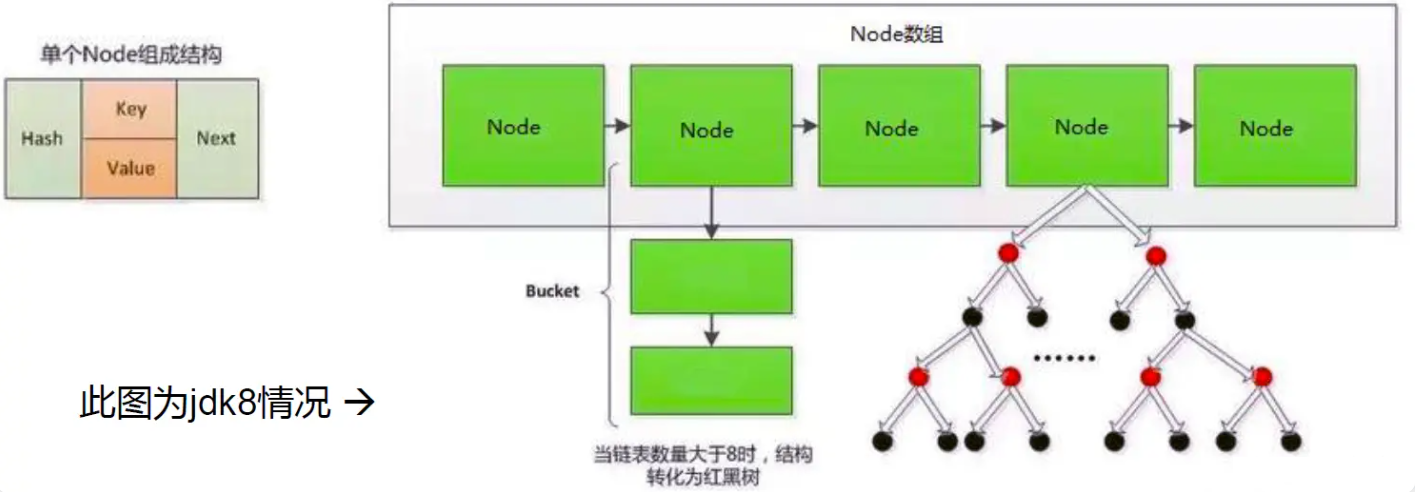 单个Node组成结构
Hash
Key
Value
Next
Node数组
Node
Node
Node
Node
Node
Bucket
此图为jdk8情况 →
当链表数量大于8时，结构
转化为红黑树